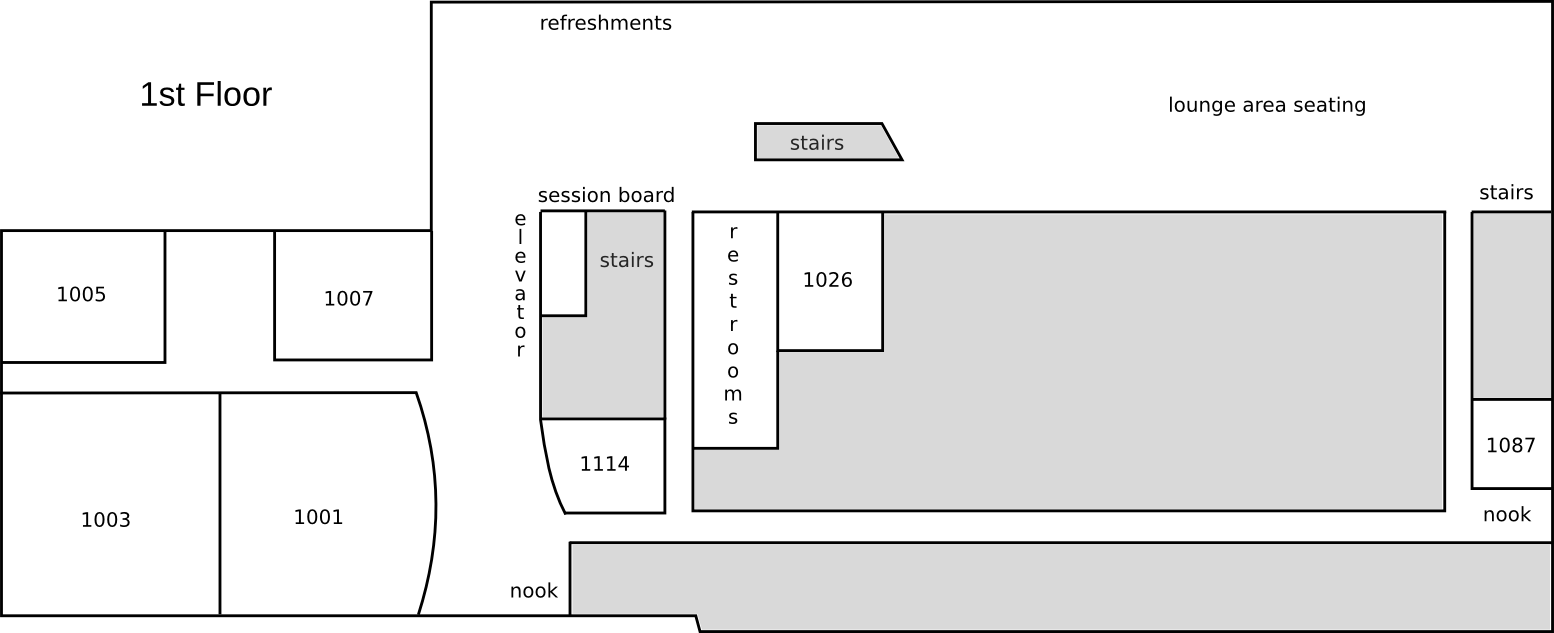 refreshments
1st Floor
lounge area seating
stairs
session board
stairs
elevator
stairs
restrooms
1026
1005
1007
1087
1114
1003
1001
nook
nook